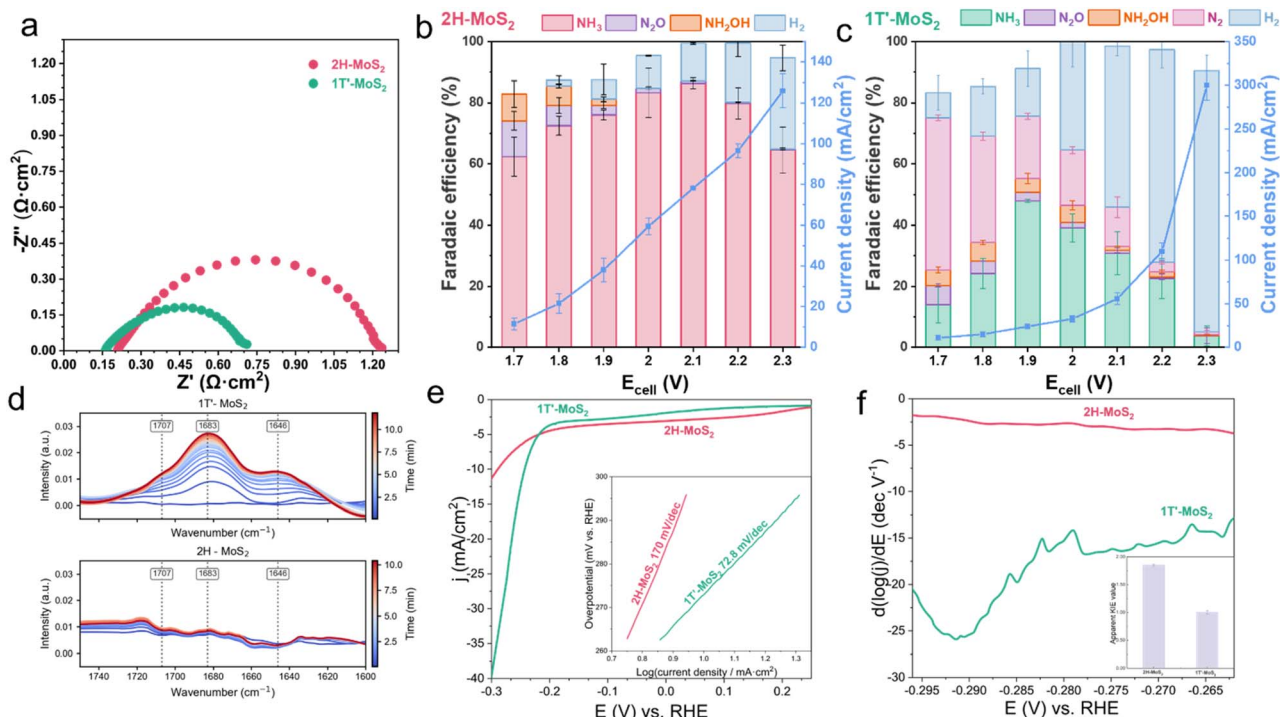 a
1.20
1.05
0.90
0.75
0.60
0.45
0.30
0.15
0.00
-Z'' (Ω·cm²)
2H-MoS₂
1T'-MoS₂
0.00 0.15 0.30 0.45 0.60 0.75 0.90 1.05 1.20
Z' (Ω·cm²)
b
2H-MoS₂ NH₃ N₂O NH₂OH H₂
100
80
60
40
20
0
Faradaic efficiency (%)
140
120
100
80
60
40
20
0
Current density (mA/cm²)
1.7 1.8 1.9 2 2.1 2.2 2.3
E_cell (V)
c
1T'-MoS₂ NH₃ N₂O NH₂OH N₂ H₂
100
80
60
40
20
0
Faradaic efficiency (%)
350
300
250
200
150
100
50
0
Current density (mA/cm²)
1.7 1.8 1.9 2 2.1 2.2 2.3
E_cell (V)
d
1T'- MoS₂
1707 1683 1646
0.03
0.02
0.01
0.00
Intensity (a.u.)
1740 1720 1700 1680 1660 1640 1620 1600
Wavenumber (cm⁻¹)
10.0
7.5
5.0
2.5
Time (min)
2H - MoS₂
1707 1683 1646
0.03
0.02
0.01
0.00
Intensity (a.u.)
1740 1720 1700 1680 1660 1640 1620 1600
Wavenumber (cm⁻¹)
10.0
7.5
5.0
2.5
Time (min)
e
0
-5
-10
-15
-20
-25
-30
-35
-40
j (mA/cm²)
1T'-MoS₂
2H-MoS₂
300
295
290
280
270
260
Overpotential (mV vs. RHE)
2H-MoS₂ 170 mV/dec
1T'-MoS₂ 72.8 mV/dec
0.7 0.8 0.9 1.0 1.1 1.2 1.3
Log(current density / mA·cm²)
-0.3 -0.2 -0.1 0.0 0.1 0.2
E (V) vs. RHE
f
0
-5
-10
-15
-20
-25
-30
d(log(j)/dE (dec V⁻¹)
2H-MoS₂
1T'-MoS₂
Apparent KIE value
2H-MoS₂ 1T'-MoS₂
-0.295 -0.290 -0.285 -0.280 -0.275 -0.270 -0.265
E (V) vs. RHE